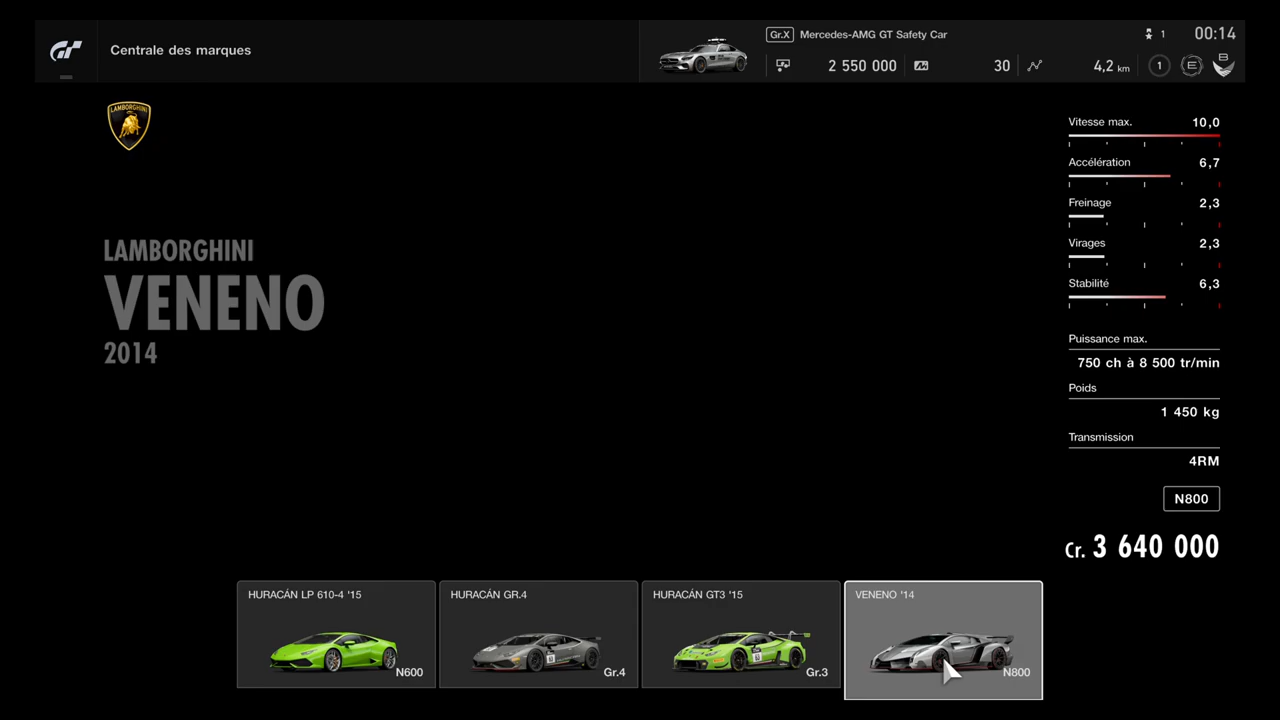 Centrale des marques
Gr.X Mercedes-AMG GT Safety Car
1 00:14
2 550 000 30 4,2 km 1 E B
LAMBORGHINI
LAMBORGHINI
VENENO
2014
Vitesse max. 10,0
Accélération 6,7
Freinage 2,3
Virages 2,3
Stabilité 6,3
Puissance max.
750 ch à 8 500 tr/min
Poids
1 450 kg
Transmission
4RM
N800
Cr. 3 640 000
HURACÁN LP 610-4 '15
N600
HURACÁN GR.4
Gr.4
HURACÁN GT3 '15
Gr.3
VENENO '14
N800